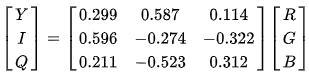 [Y] = [0.299 0.587 0.114] [R]
[I] [0.596 −0.274 −0.322] [G]
[Q] [0.211 −0.523 0.312] [B]